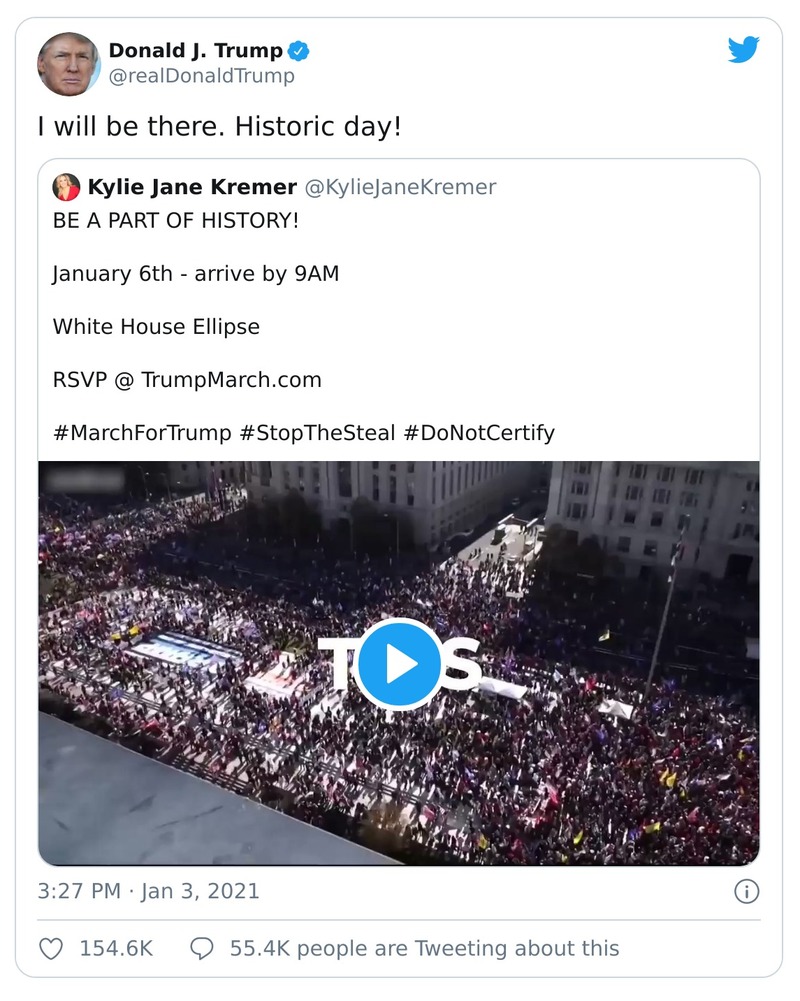 Donald J. Trump
@realDonaldTrump
I will be there. Historic day!
Kylie Jane Kremer @KylieJaneKremer
BE A PART OF HISTORY!
January 6th - arrive by 9AM
White House Ellipse
RSVP @ TrumpMarch.com
#MarchForTrump #StopTheSteal #DoNotCertify
3:27 PM · Jan 3, 2021
154.6K 55.4K people are Tweeting about this